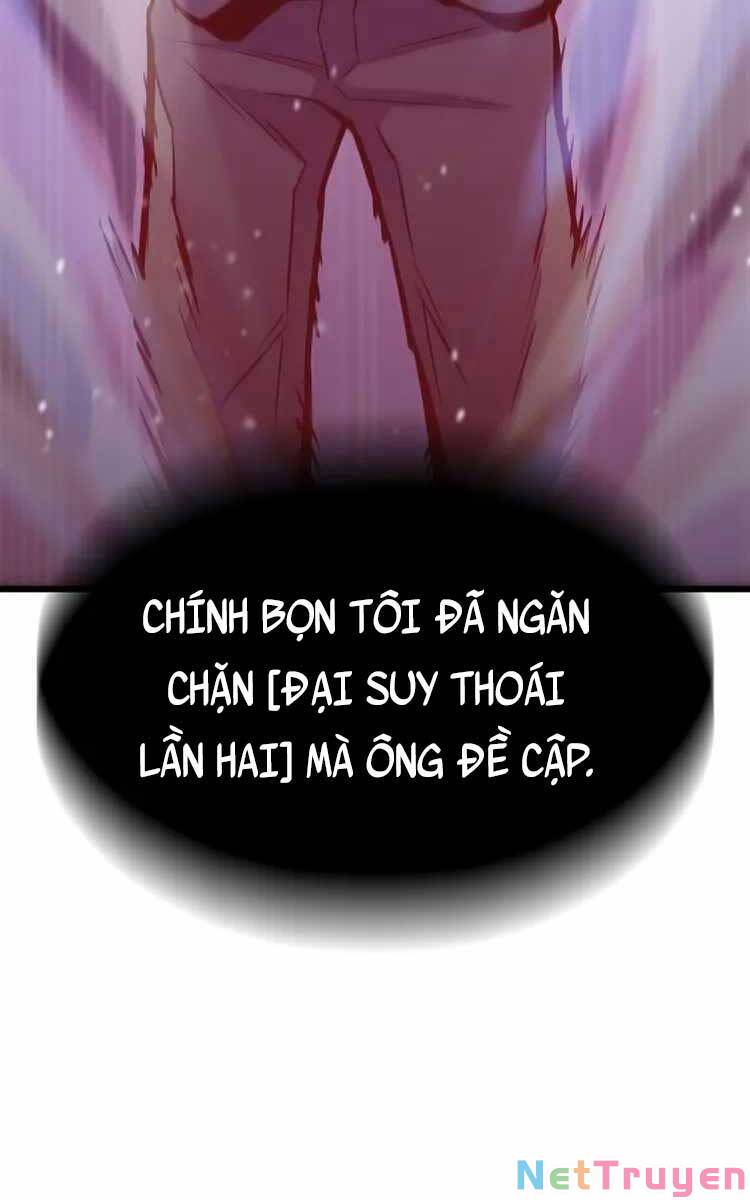 CHÍNH BỌN TÔI ĐÃ NGĂN
CHẶN [ĐẠI SUY THOÁI
LẦN HAI] MÀ ÔNG ĐỀ CẬP.
NetTruyen